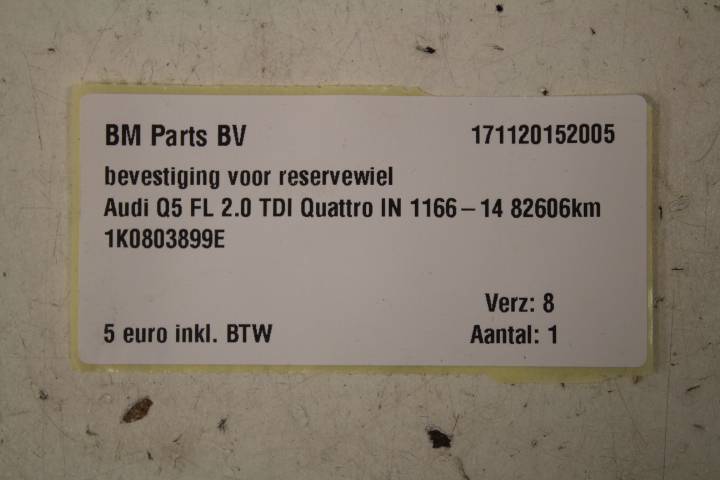 BM Parts BV 171120152005
bevestiging voor reservewiel
Audi Q5 FL 2.0 TDI Quattro IN 1166 – 14 82606km
1K0803899E
Verz: 8
5 euro inkl. BTW Aantal: 1